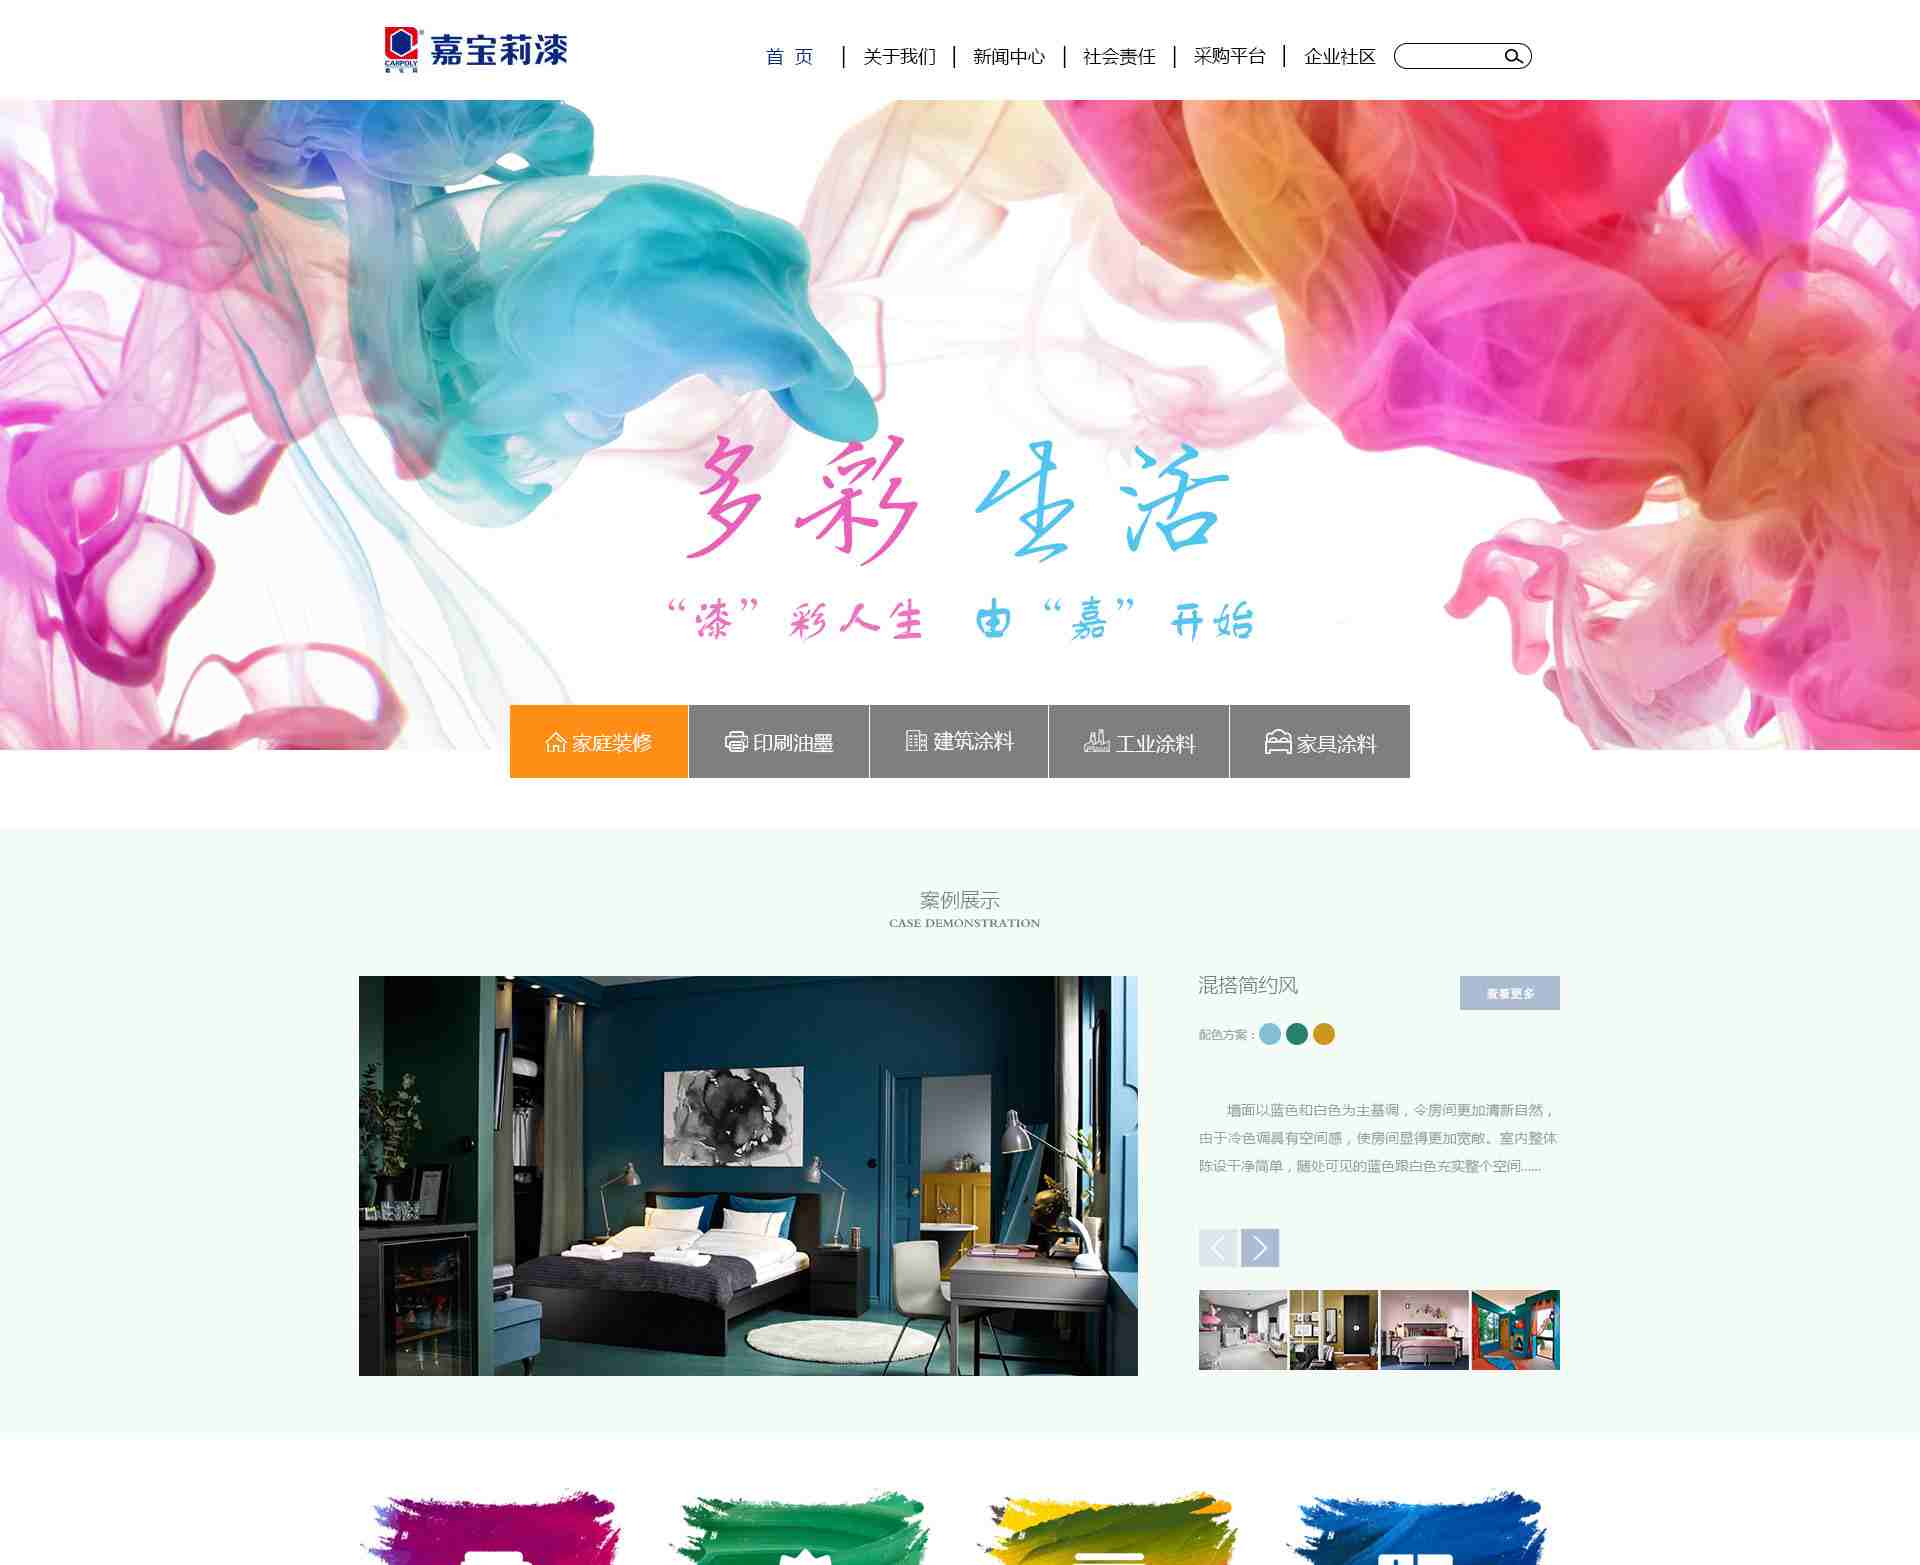 嘉宝莉漆
CARPOLY
首 页
关于我们
新闻中心
社会责任
采购平台
企业社区
多彩 生活
“漆”彩人生 由“嘉”开始
家庭装修
印刷油墨
建筑涂料
工业涂料
家具涂料
案例展示
CASE DEMONSTRATION
混搭简约风
查看更多
配色方案：
墙面以蓝色和白色为主基调，令房间更加清新自然，
由于冷色调具有空间感，使房间显得更加宽敞。室内整体
陈设干净简单，随处可见的蓝色跟白色充实整个空间......